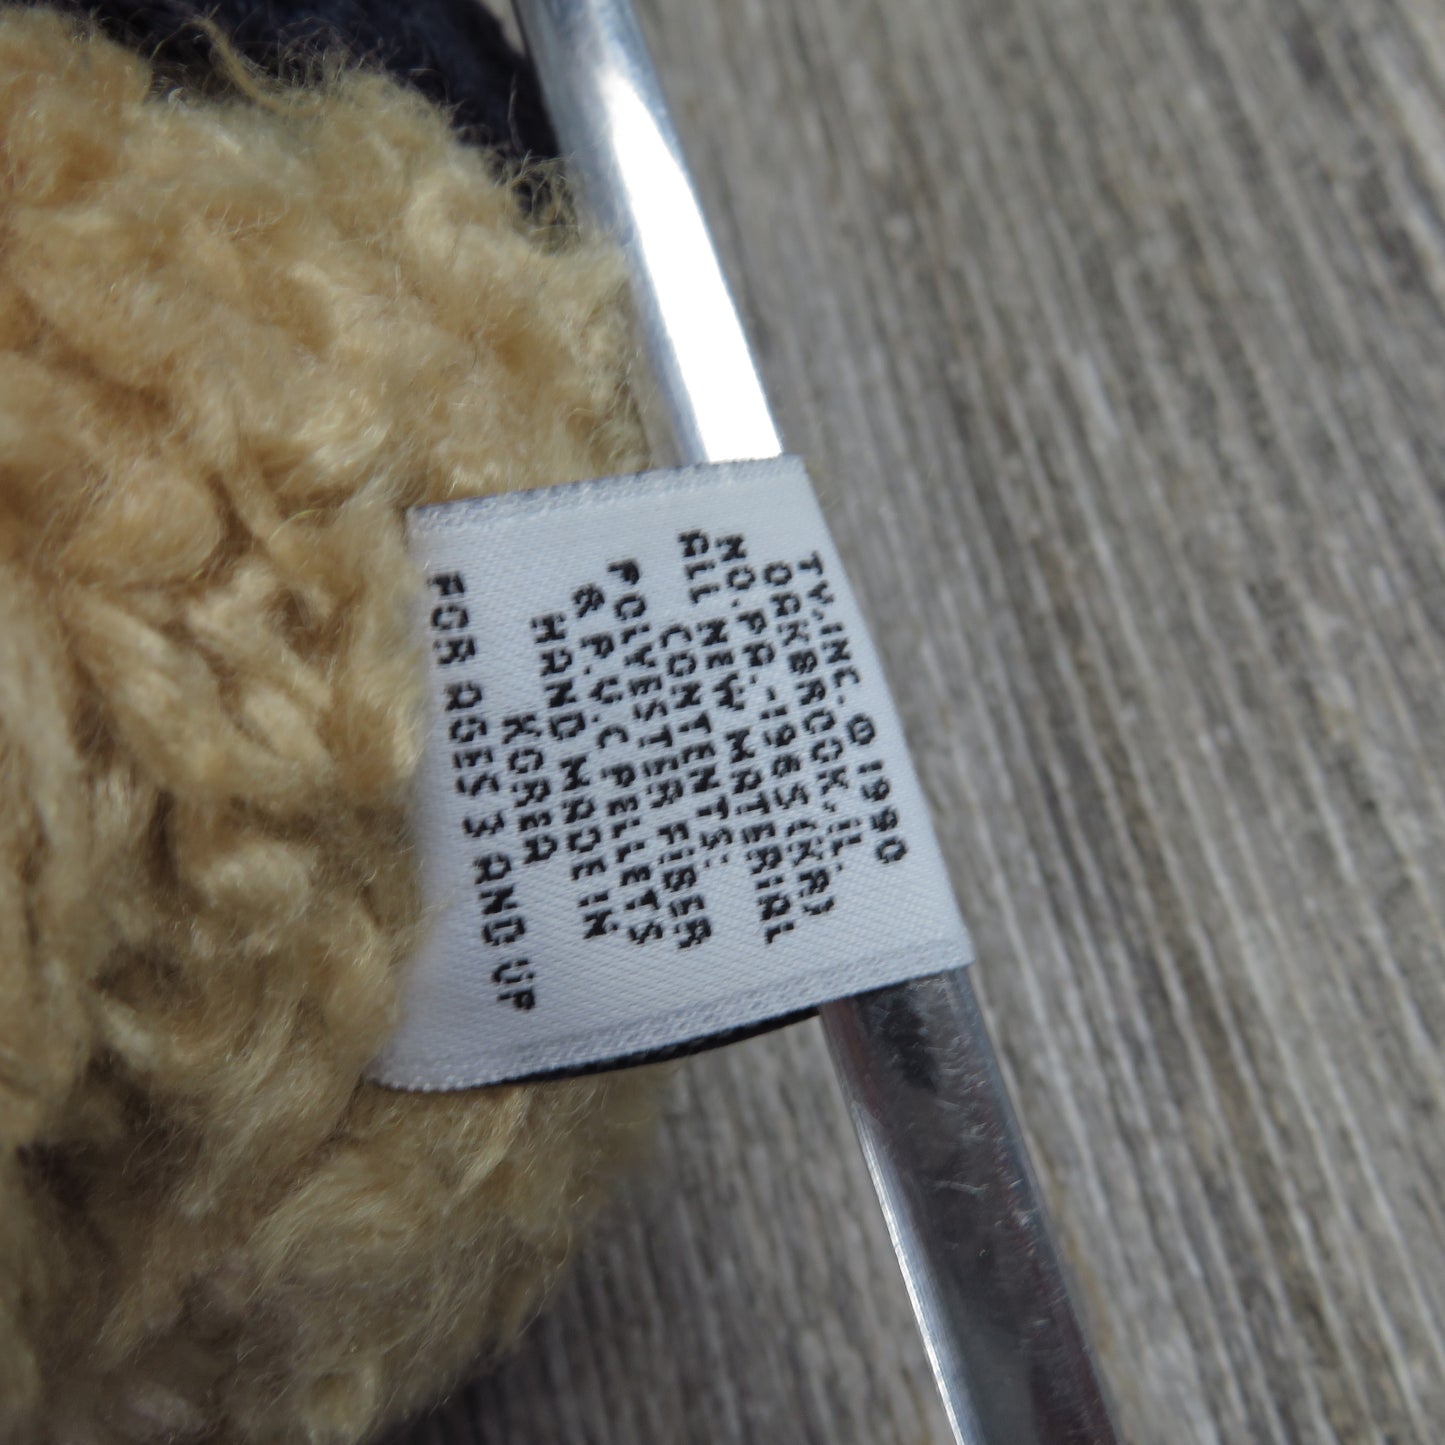 TY.INC.©1990
OAKBROOK,IL.
NO.PA.-1965(KR)
ALL NEW MATERIAL
CONTENTS:
POLYESTER FIBER
& P.V.C PELLETS
HAND MADE IN
KOREA
FOR AGES 3 AND UP